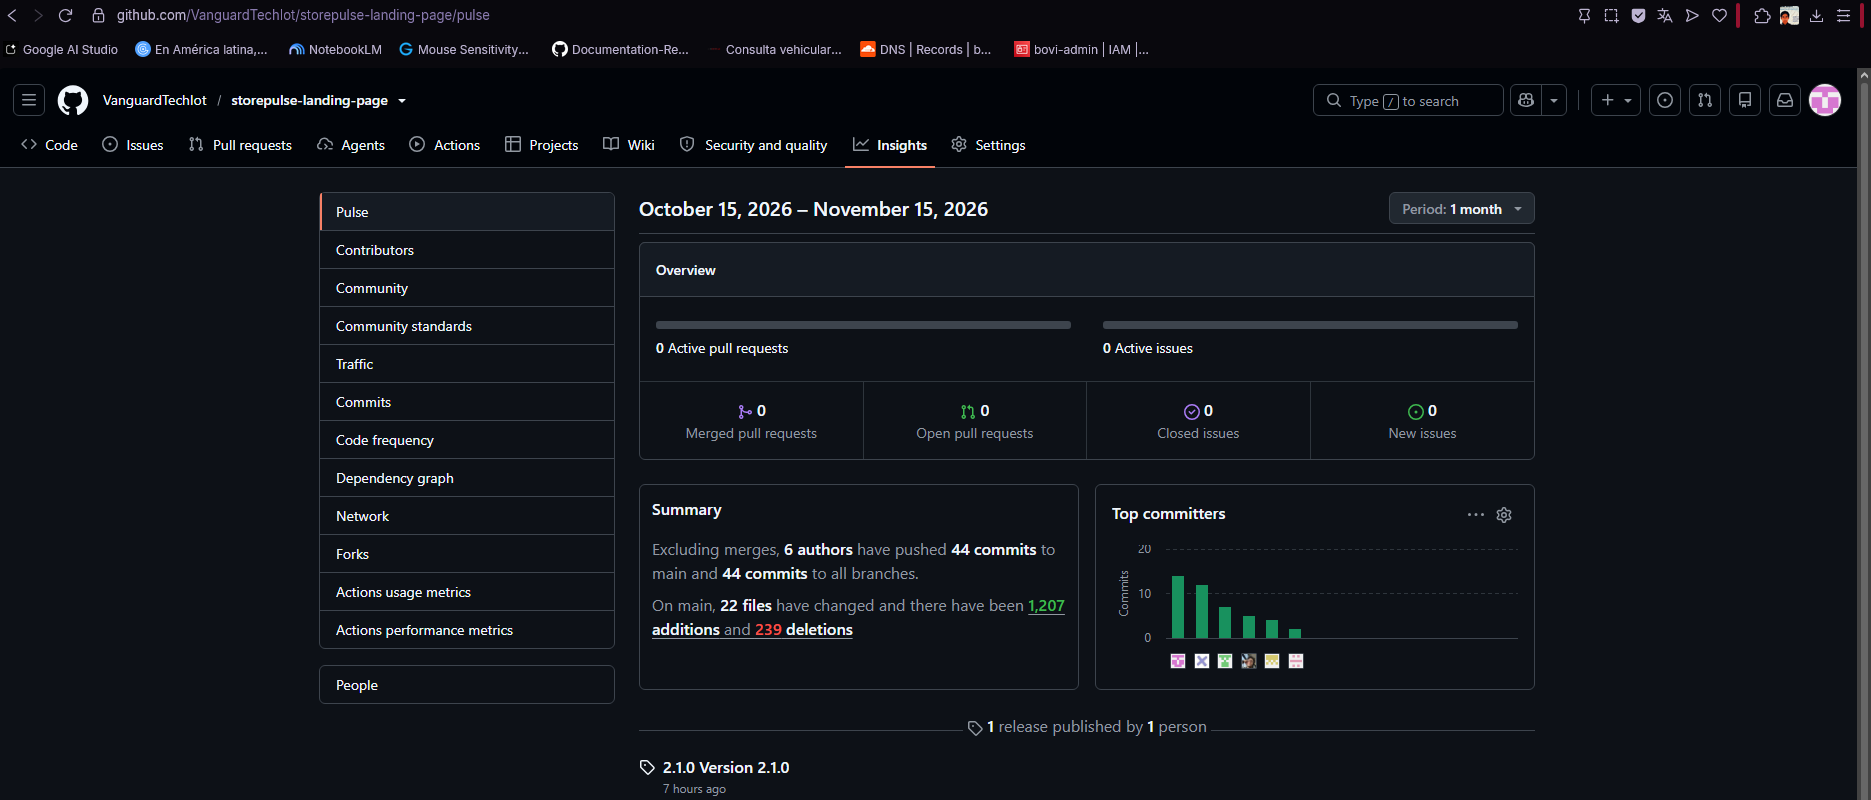 github.com/VanguardTechIot/storepulse-landing-page/pulse
Google AI Studio
En América latina,...
NotebookLM
Mouse Sensitivity...
Documentation-Re...
Consulta vehicular...
DNS | Records | b...
bovi-admin | IAM |...
VanguardTechIot / storepulse-landing-page
Type / to search
Code
Issues
Pull requests
Agents
Actions
Projects
Wiki
Security and quality
Insights
Settings
Pulse
Contributors
Community
Community standards
Traffic
Commits
Code frequency
Dependency graph
Network
Forks
Actions usage metrics
Actions performance metrics
People
October 15, 2026 – November 15, 2026
Period: 1 month
Overview
0 Active pull requests
0 Active issues
0
Merged pull requests
0
Open pull requests
0
Closed issues
0
New issues
Summary
Excluding merges, 6 authors have pushed 44 commits to
main and 44 commits to all branches.
On main, 22 files have changed and there have been 1,207
additions and 239 deletions
Top committers
20
10
0
Commits
1 release published by 1 person
2.1.0 Version 2.1.0
7 hours ago